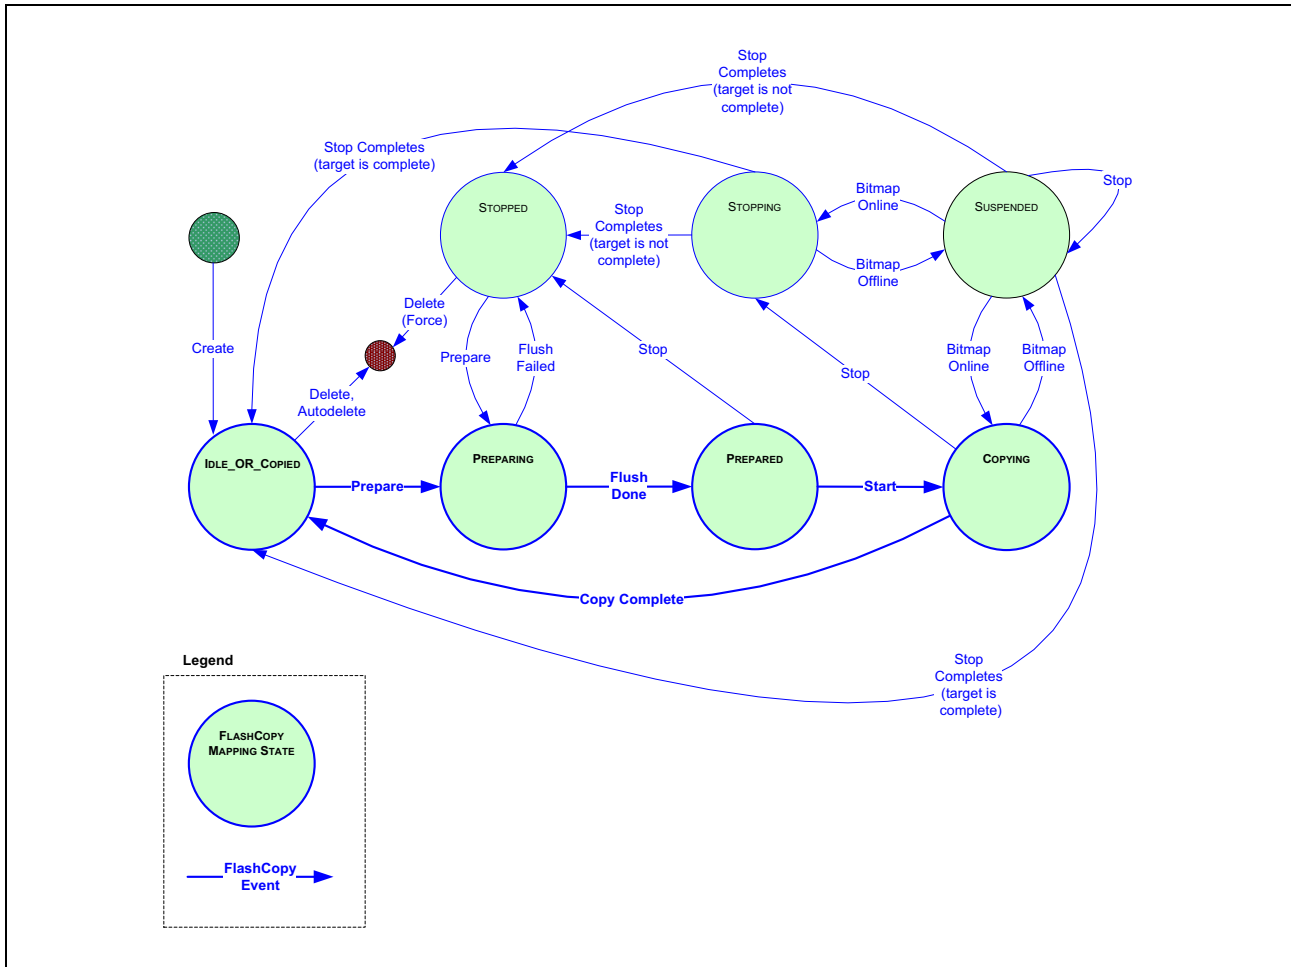 Stop
Completes
(target is not
complete)
Stop Completes
(target is complete)
STOPPED
STOPPING
SUSPENDED
Stop
Bitmap
Online
Stop
Completes
(target is not
complete)
Bitmap
Offline
Create
Delete
(Force)
Prepare
Flush
Failed
Stop
Stop
Bitmap
Online
Bitmap
Offline
Delete,
Autodelete
IDLE_OR_COPIED
PREPARING
PREPARED
COPYING
Prepare
Flush
Done
Start
Copy Complete
Stop
Completes
(target is
complete)
Legend
FLASHCOPY
MAPPING STATE
FlashCopy
Event